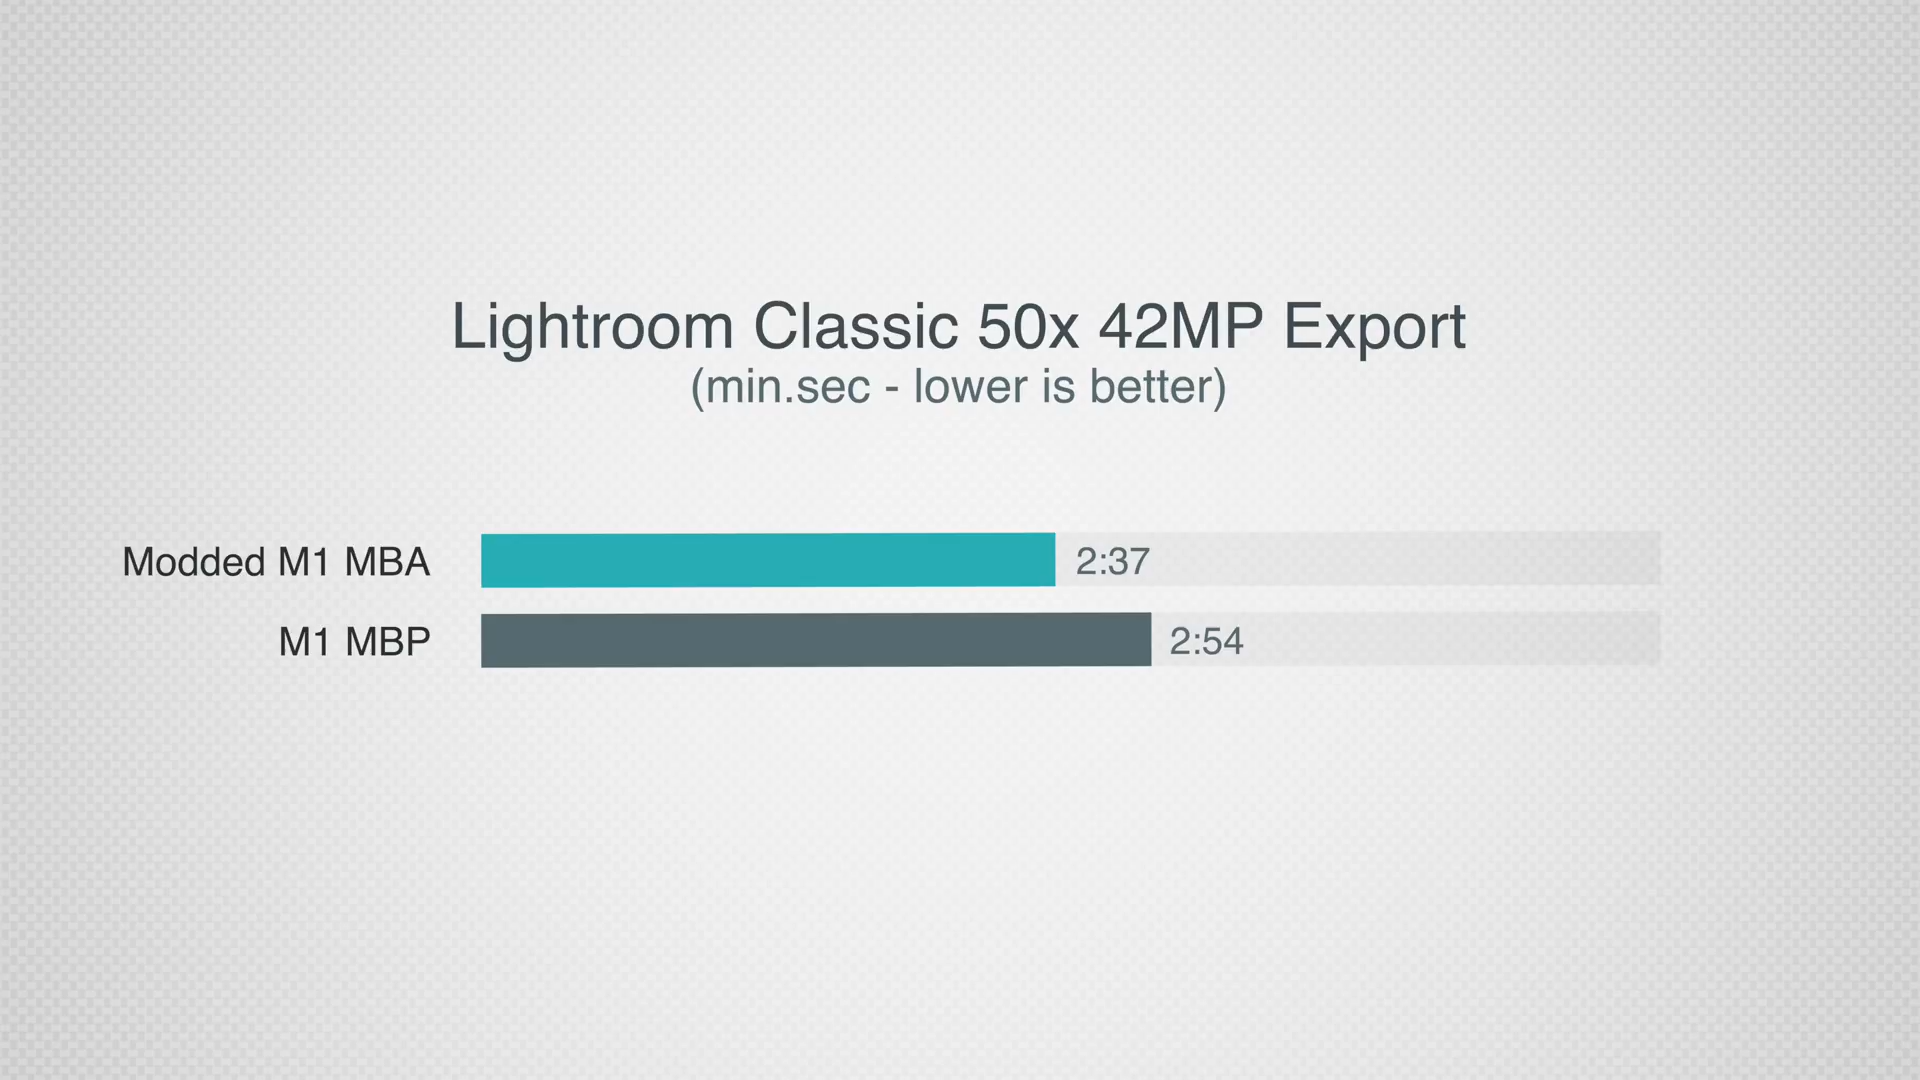 Lightroom Classic 50x 42MP Export
(min.sec - lower is better)
Modded M1 MBA 2:37
M1 MBP 2:54